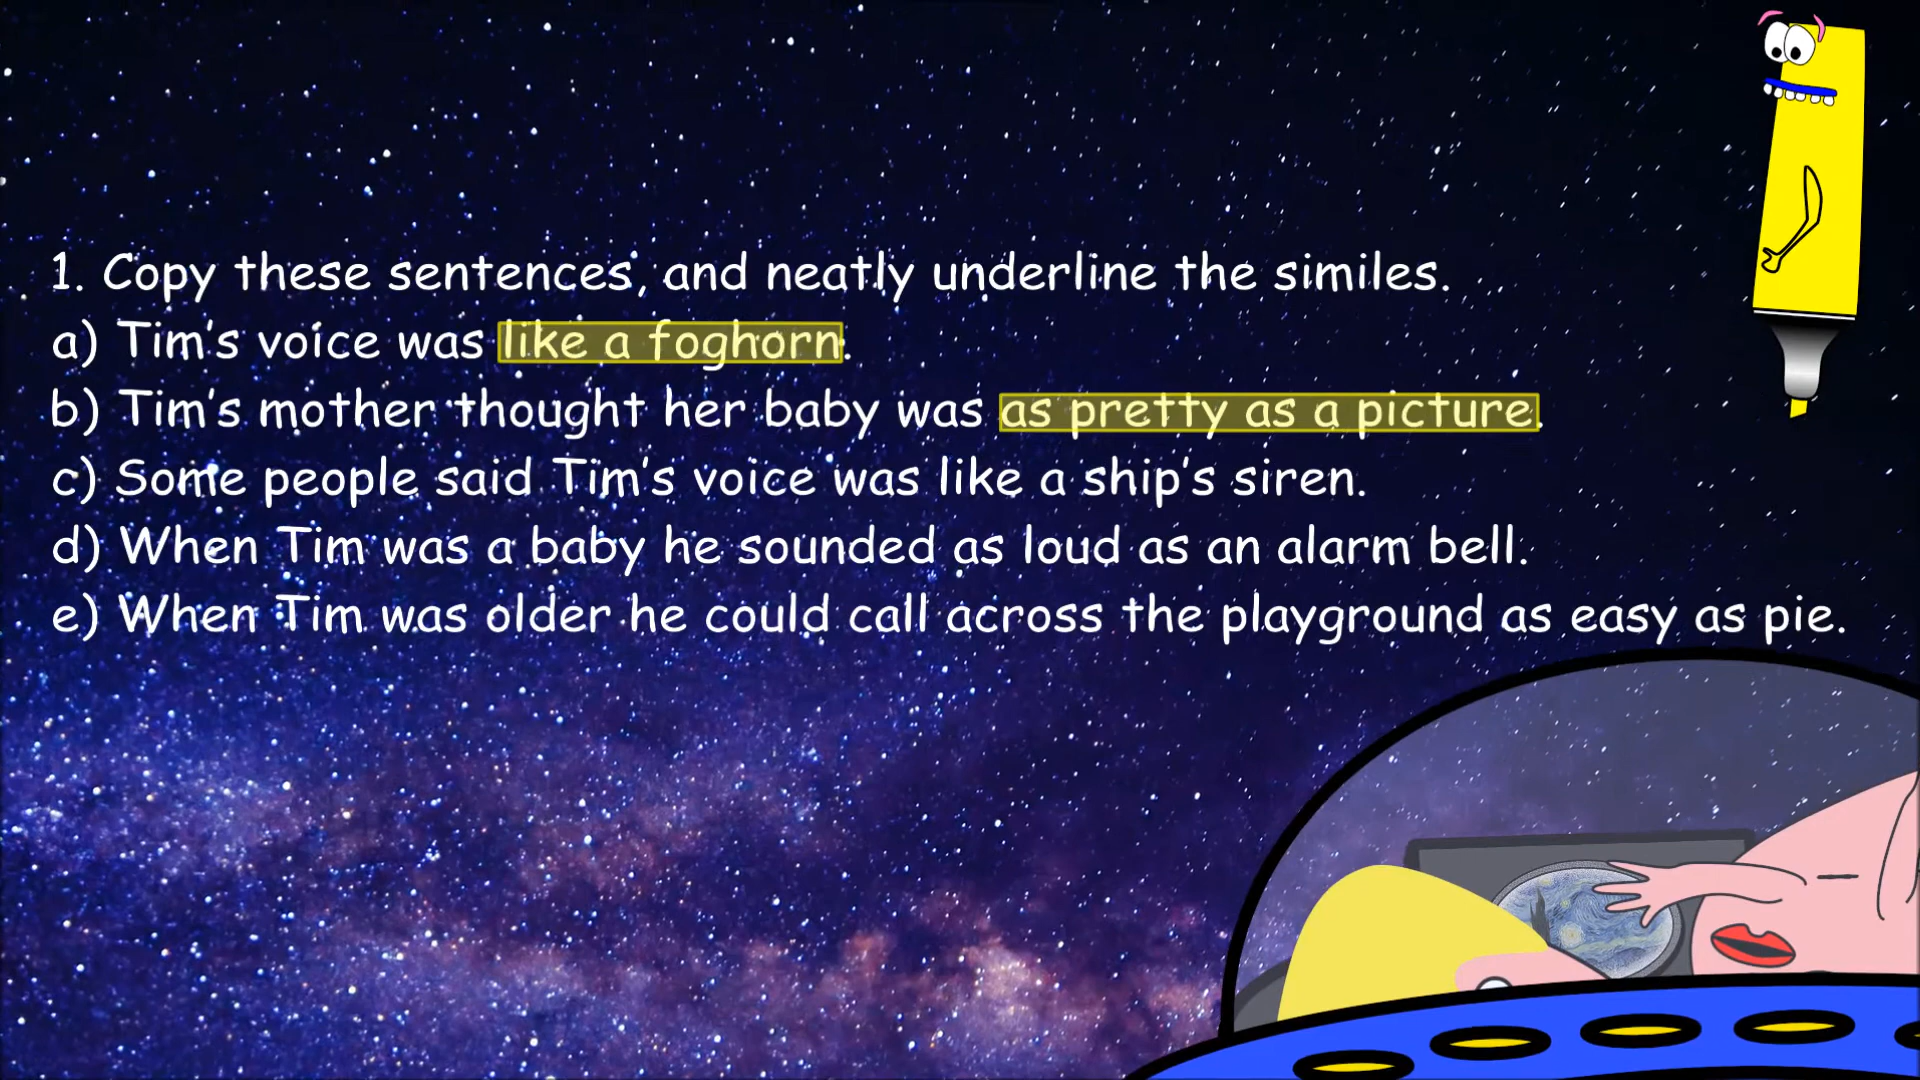 1. Copy these sentences, and neatly underline the similes.
a) Tim's voice was like a foghorn.
b) Tim's mother thought her baby was as pretty as a picture.
c) Some people said Tim's voice was like a ship's siren.
d) When Tim was a baby he sounded as loud as an alarm bell.
e) When Tim was older he could call across the playground as easy as pie.